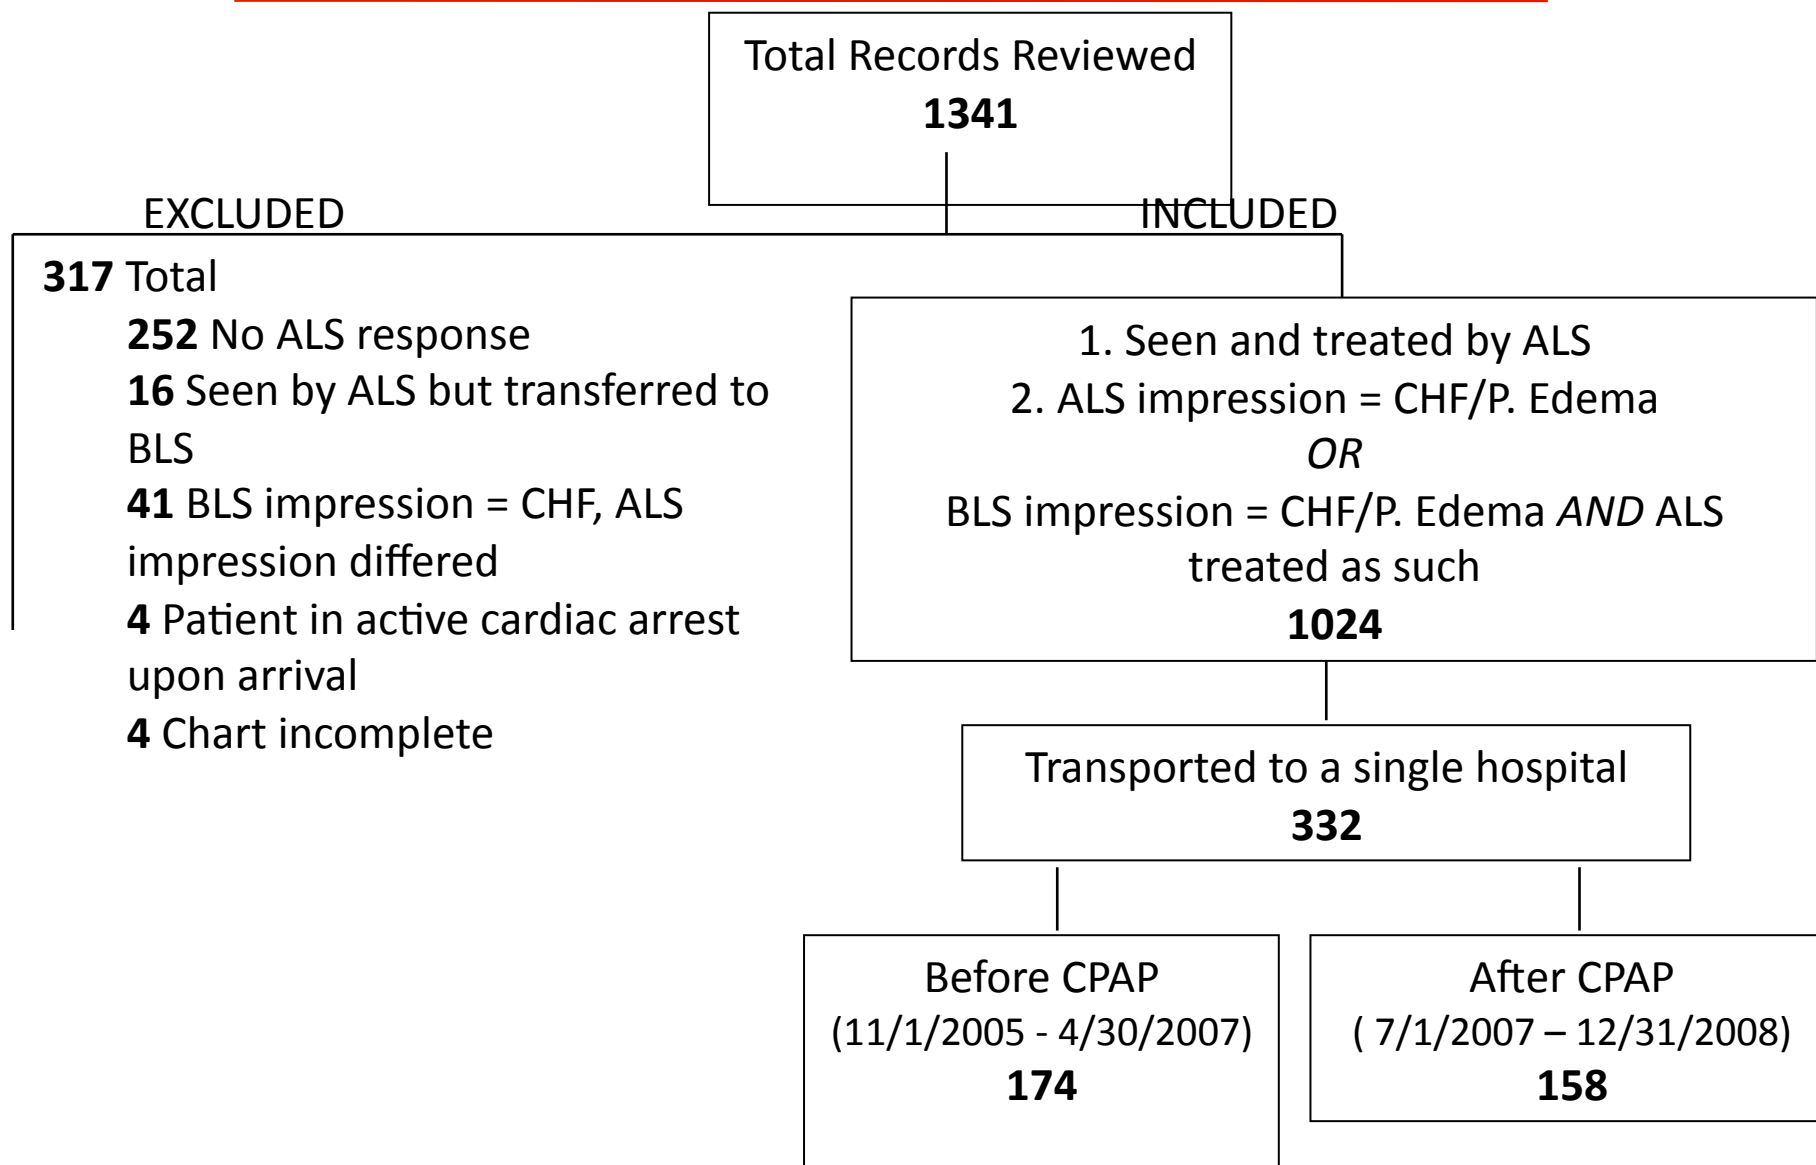 Total Records Reviewed
1341
EXCLUDED
INCLUDED
317 Total
252 No ALS response
16 Seen by ALS but transferred to
BLS
41 BLS impression = CHF, ALS
impression differed
4 Patient in active cardiac arrest
upon arrival
4 Chart incomplete
1. Seen and treated by ALS
2. ALS impression = CHF/P. Edema
OR
BLS impression = CHF/P. Edema AND ALS
treated as such
1024
Transported to a single hospital
332
Before CPAP
(11/1/2005 - 4/30/2007)
174
After CPAP
( 7/1/2007 – 12/31/2008)
158